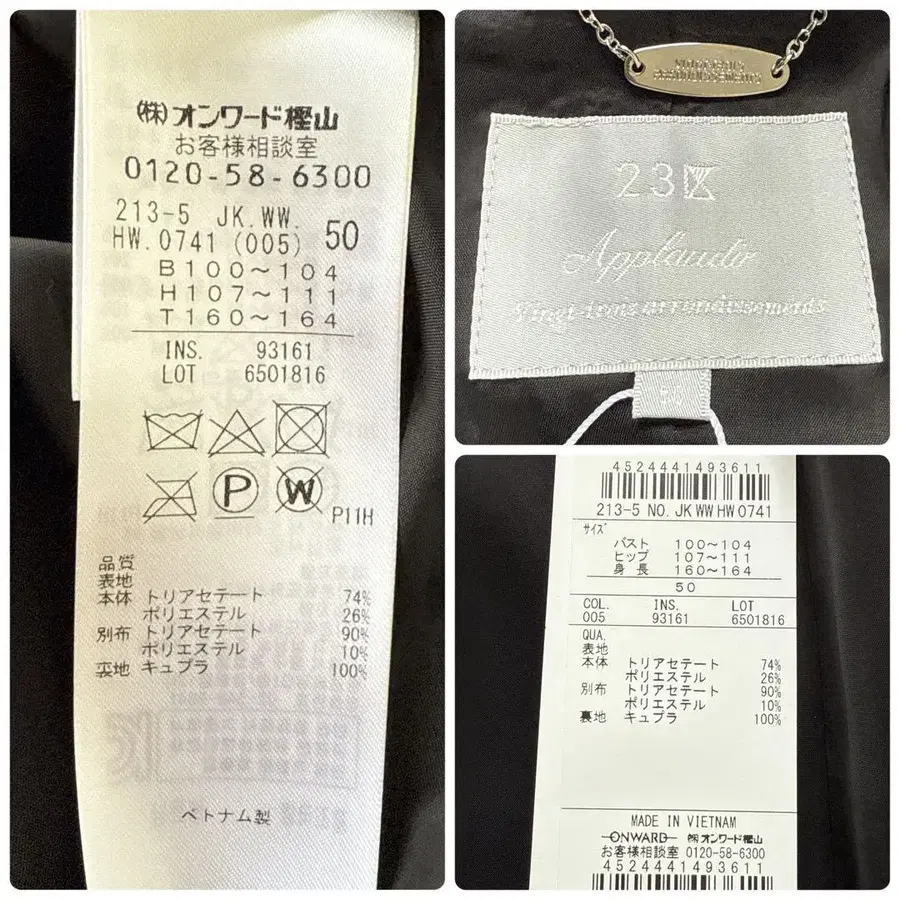 (株)オンワード樫山
お客様相談室
0120-58-6300
213-5 JK.WW.
HW.0741 (005) 50
B100～104
H107～111
T160～164
INS. 93161
LOT 6501816
P
W
P11H
品質
表地
本体 トリアセテート 74%
ポリエステル 26%
別布 トリアセテート 90%
ポリエステル 10%
裏地 キュプラ 100%
ベトナム製
VINGT-TROIS
ARRONDISSEMENTS
23区
Applaudo
Vingt-trois arrondissements
50
4524441493611
213-5 NO. JK WW HW 0741
サイズ
バスト 100～104
ヒップ 107～111
身長 160～164
50
COL. INS. LOT
005 93161 6501816
QUA.
表地
本体 トリアセテート 74%
ポリエステル 26%
別布 トリアセテート 90%
ポリエステル 10%
裏地 キュプラ 100%
MADE IN VIETNAM
ONWARD ㈱オンワード樫山
お客様相談室 0120-58-6300
4524441493611